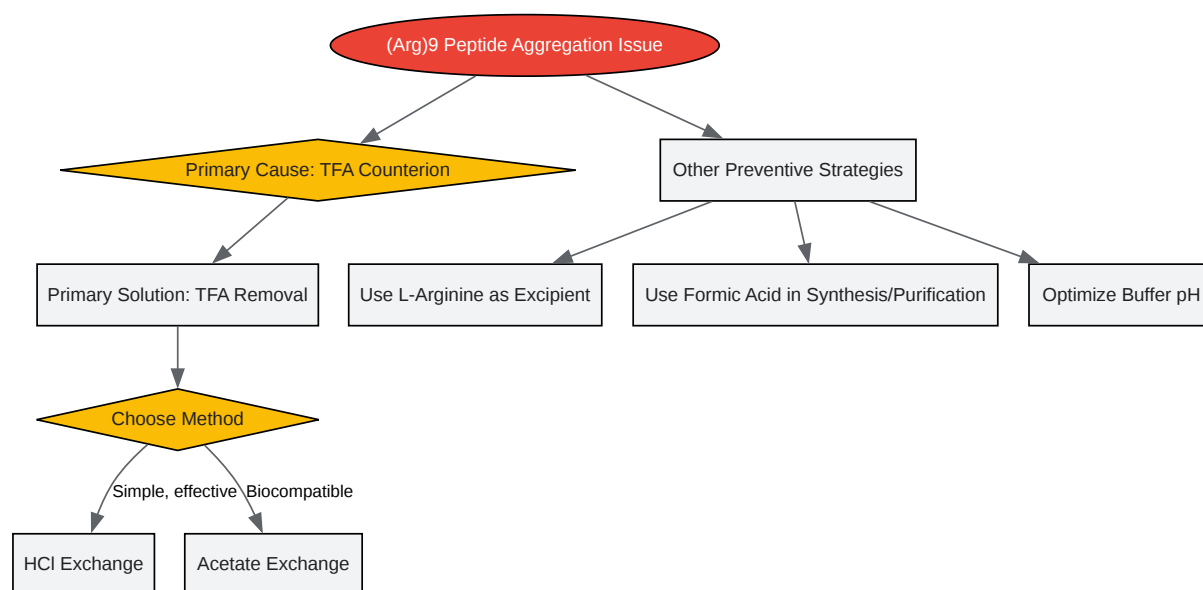 (Arg)9 Peptide Aggregation Issue
Primary Cause: TFA Counterion
Other Preventive Strategies
Primary Solution: TFA Removal
Use L-Arginine as Excipient
Use Formic Acid in Synthesis/Purification
Optimize Buffer pH
Choose Method
Simple, effective
Biocompatible
HCl Exchange
Acetate Exchange